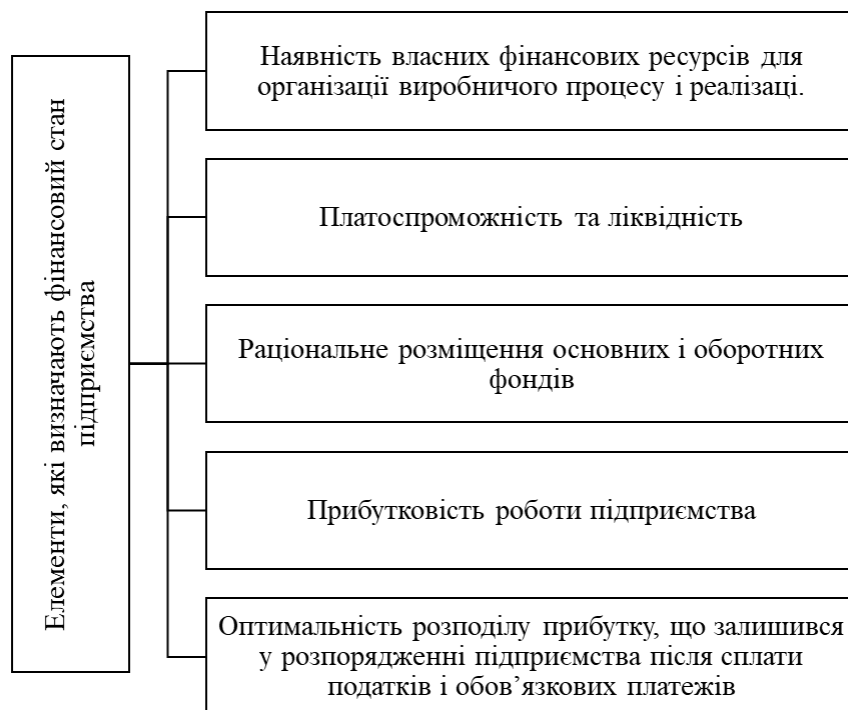 Елементи, які визначають фінансовий стан
підприємства
Наявність власних фінансових ресурсів для
організації виробничого процесу і реалізаці.
Платоспроможність та ліквідність
Раціональне розміщення основних і оборотних
фондів
Прибутковість роботи підприємства
Оптимальність розподілу прибутку, що залишився
у розпорядженні підприємства після сплати
податків і обов’язкових платежів